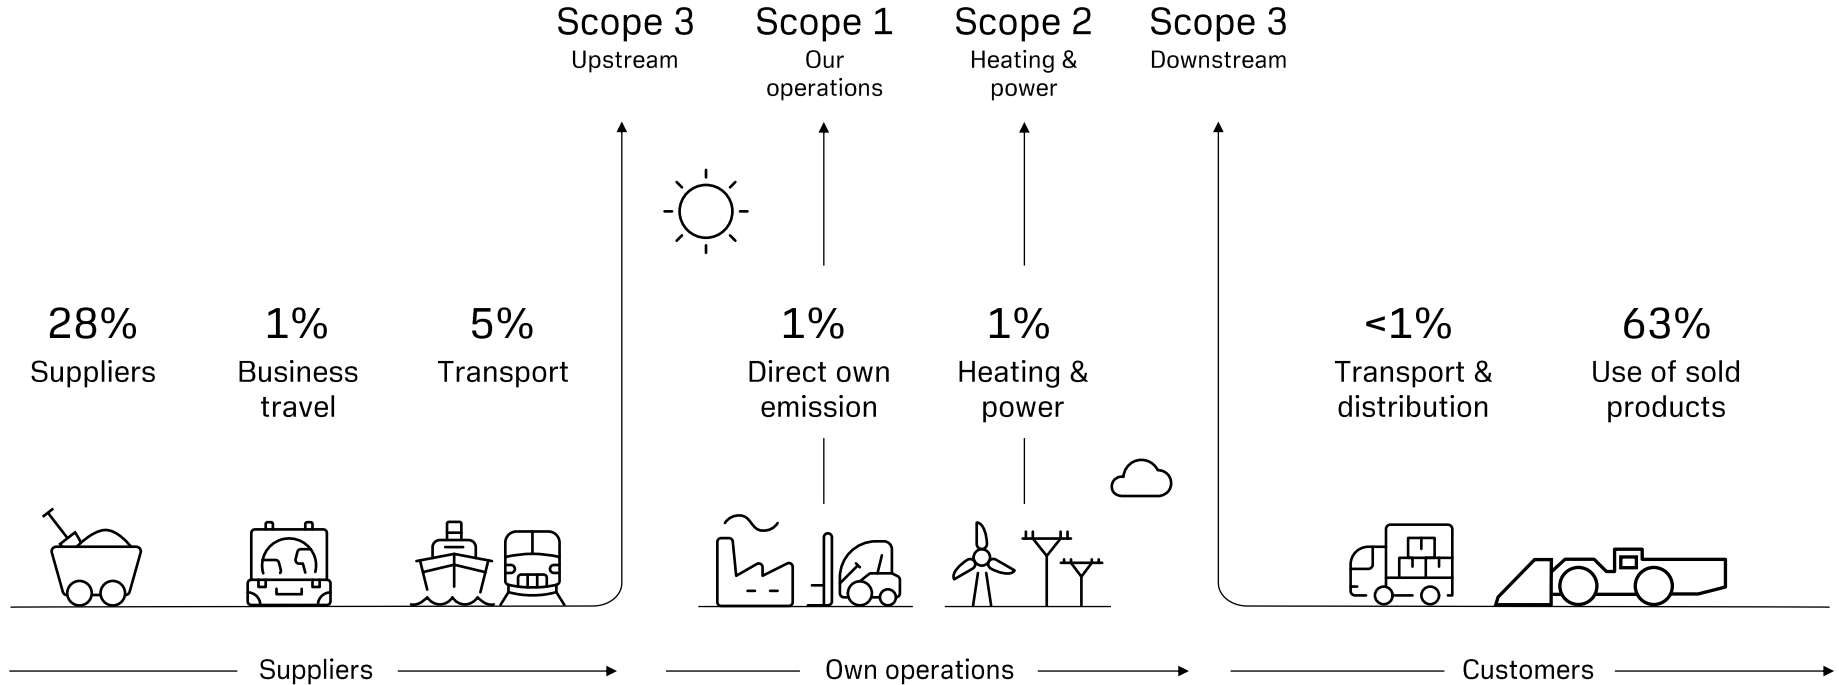 Scope 3
Upstream
Scope 1
Our
operations
Scope 2
Heating &
power
Scope 3
Downstream
28%
Suppliers
1%
Business
travel
5%
Transport
1%
Direct own
emission
1%
Heating &
power
<1%
Transport &
distribution
63%
Use of sold
products
Suppliers
Own operations
Customers